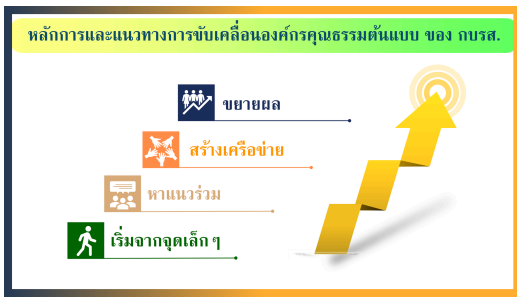 หลักการและแนวทางการขับเคลื่อนองค์กรคุณธรรมต้นแบบ ของ กบรส.
ขยายผล
สร้างเครือข่าย
หาแนวร่วม
เริ่มจากจุดเล็ก ๆ